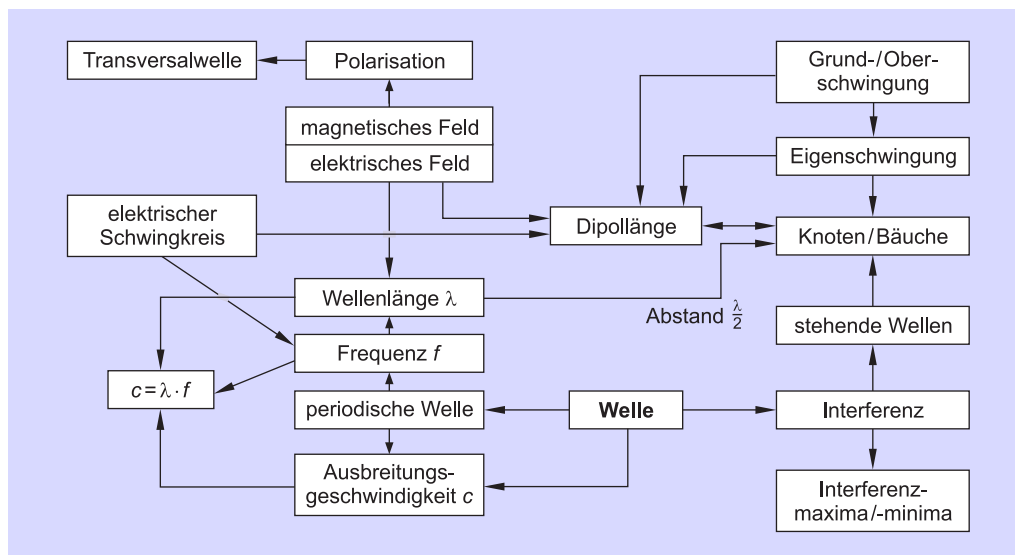 Transversalwelle
Polarisation
Grund-/Ober-
schwingung
magnetisches Feld
elektrisches Feld
Eigenschwingung
elektrischer
Schwingkreis
Dipollänge
Knoten/Bäuche
Wellenlänge λ
Abstand λ/2
stehende Wellen
Frequenz f
c = λ · f
periodische Welle
Welle
Interferenz
Ausbreitungs-
geschwindigkeit c
Interferenz-
maxima/-minima